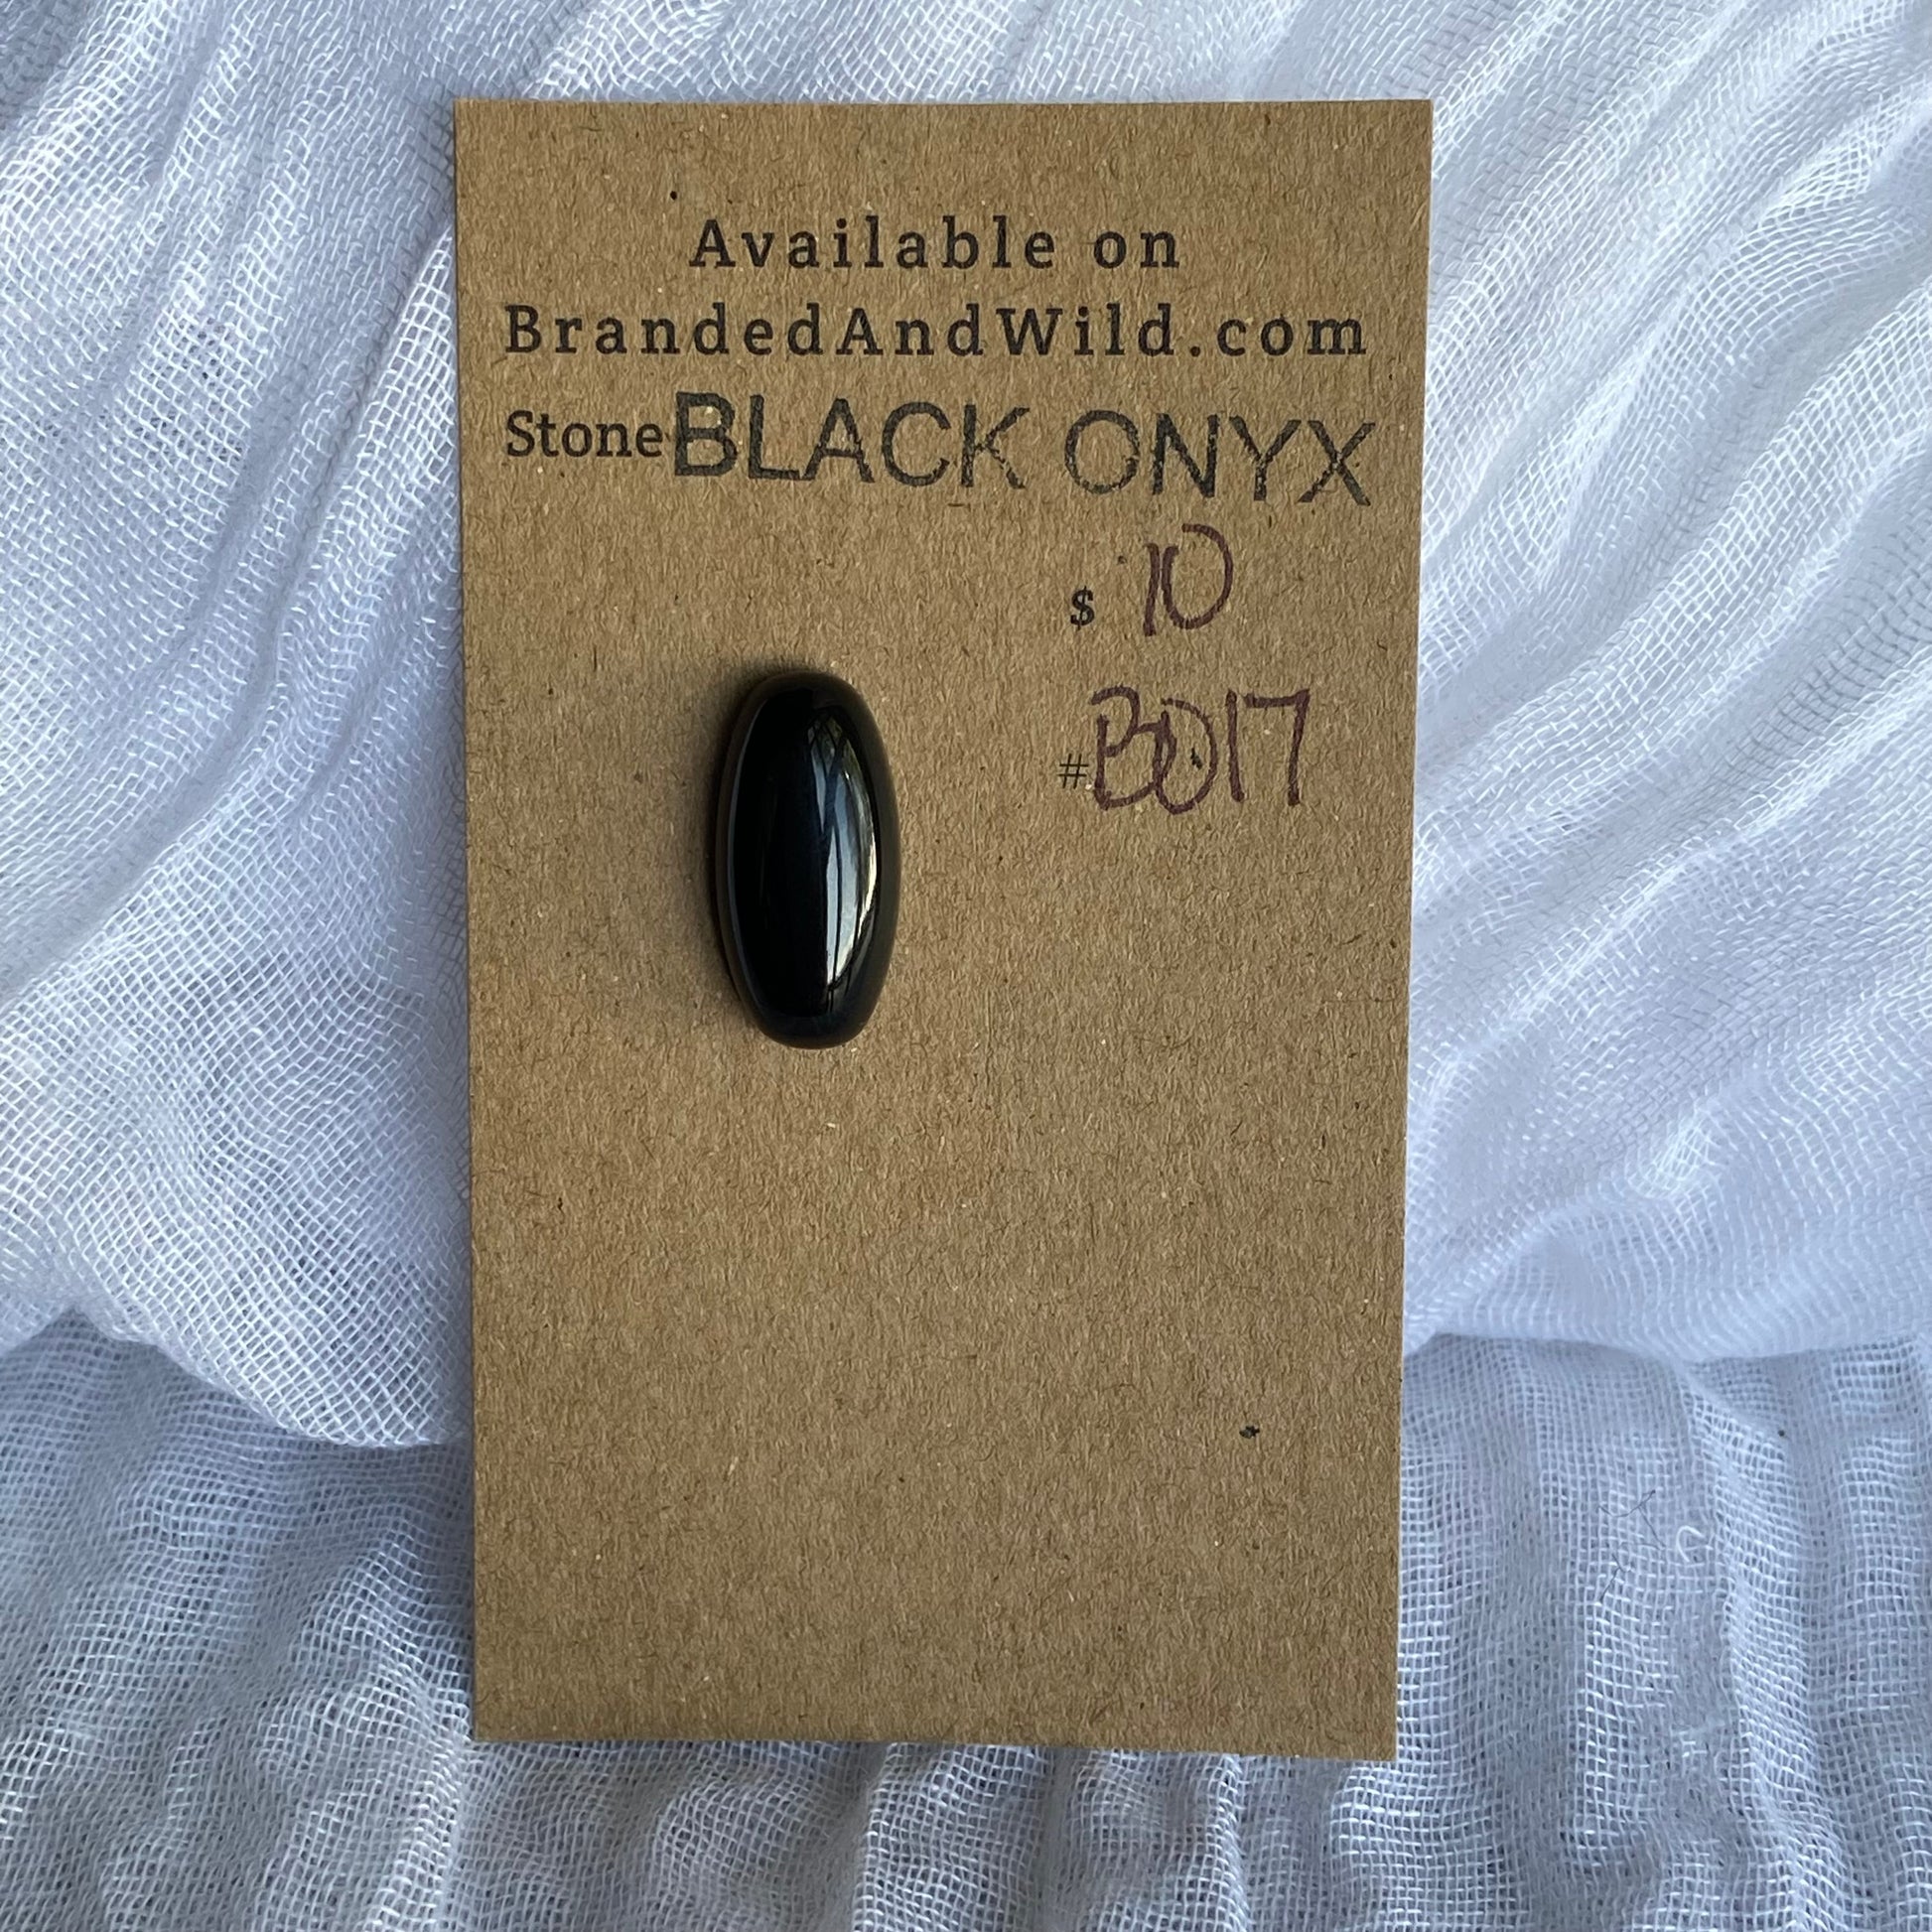 Available on
BrandedAndWild.com
Stone BLACK ONYX
$ 10
# BO17